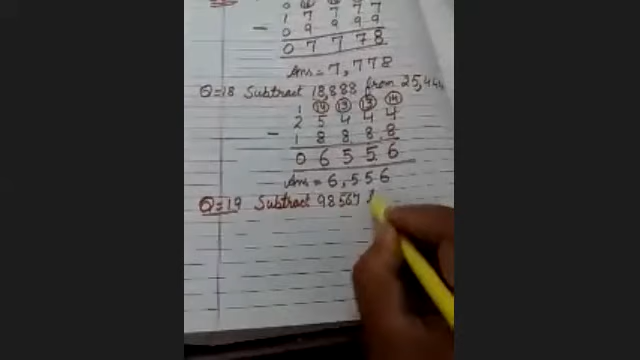 1 7 7 7 7
0 9 9 9 9
0 7 7 7 8
Ans = 7,778
Q=18 Subtract 18,888 from 25,444
1 14 13 13 14
2 5 4 4 4
- 1 8 8 8 8
0 6 5 5 6
Ans = 6,556
Q=19 Subtract 98567